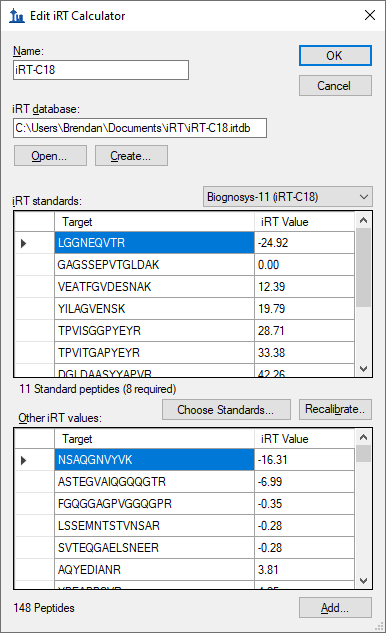 Edit iRT Calculator
Name:
iRT-C18
OK
Cancel
iRT database:
C:\Users\Brendan\Documents\iRT\iRT-C18.irtdb
Open...
Create...
iRT standards:
Biognosys-11 (iRT-C18)
Target iRT Value
LGGNEQVTR -24.92
GAGSSEPVTGLDAK 0.00
VEATFGVDESNAK 12.39
YILAGVENSK 19.79
TPVISGGPYEYR 28.71
TPVITGAPYEYR 33.38
DGLDAASYYAPVR 42.26
11 Standard peptides (8 required)
Choose Standards...
Recalibrate..
Other iRT values:
Target iRT Value
NSAQGNVYVK -16.31
ASTEGVAIQGQQGTR -6.99
FGQGGAGPVGGQGPR -0.35
LSSEMNTSTVNSAR -0.28
SVTEQGAELSNEER -0.28
AQYEDIANR 3.81
148 Peptides
Add...